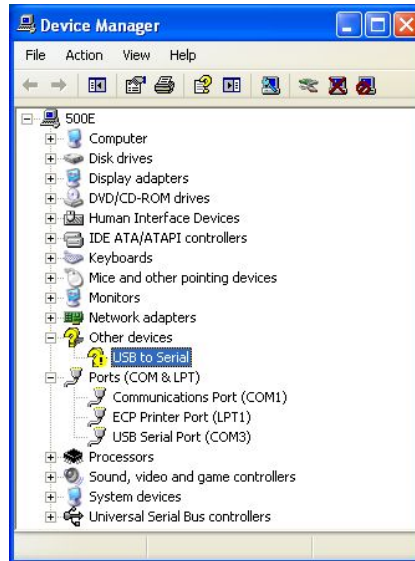 Device Manager
File Action View Help
500E
Computer
Disk drives
Display adapters
DVD/CD-ROM drives
Human Interface Devices
IDE ATA/ATAPI controllers
Keyboards
Mice and other pointing devices
Monitors
Network adapters
Other devices
USB to Serial
Ports (COM & LPT)
Communications Port (COM1)
ECP Printer Port (LPT1)
USB Serial Port (COM3)
Processors
Sound, video and game controllers
System devices
Universal Serial Bus controllers